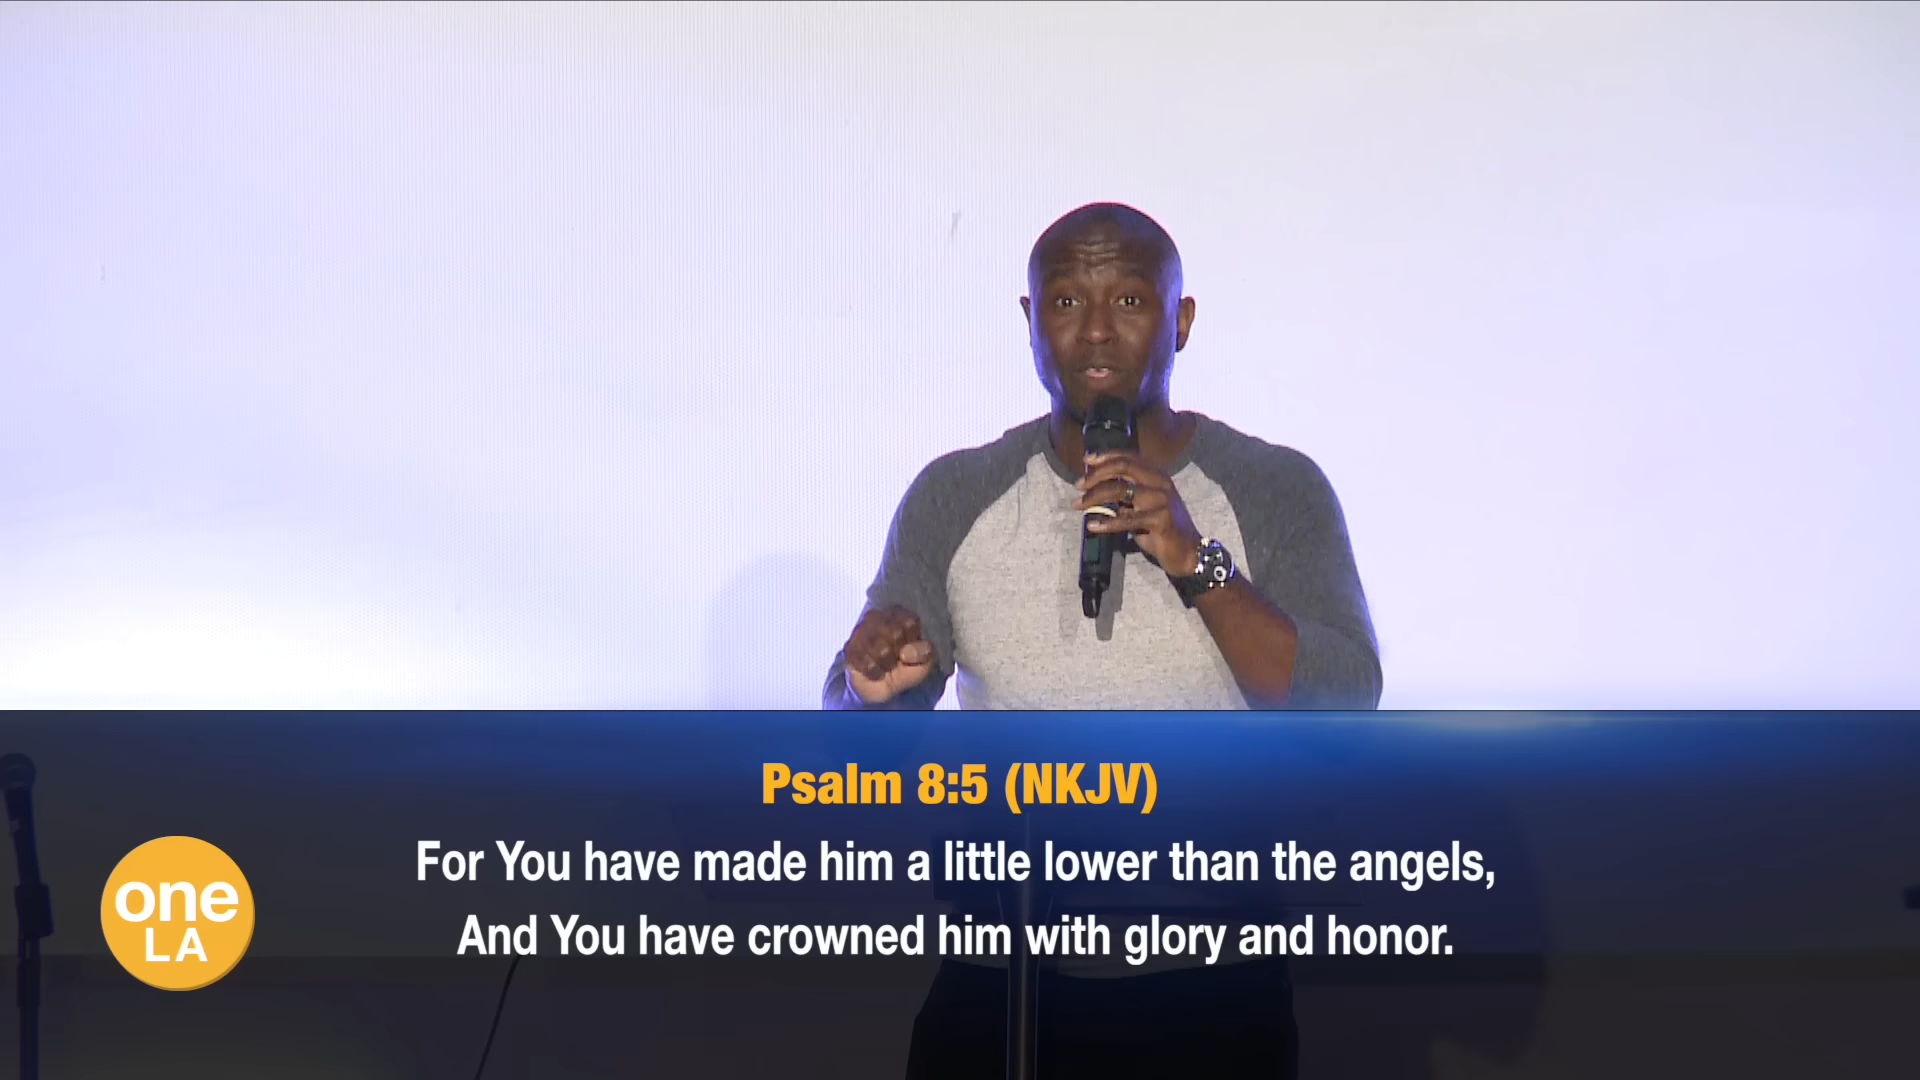 Psalm 8:5 (NKJV)
For You have made him a little lower than the angels,
And You have crowned him with glory and honor.
one
LA